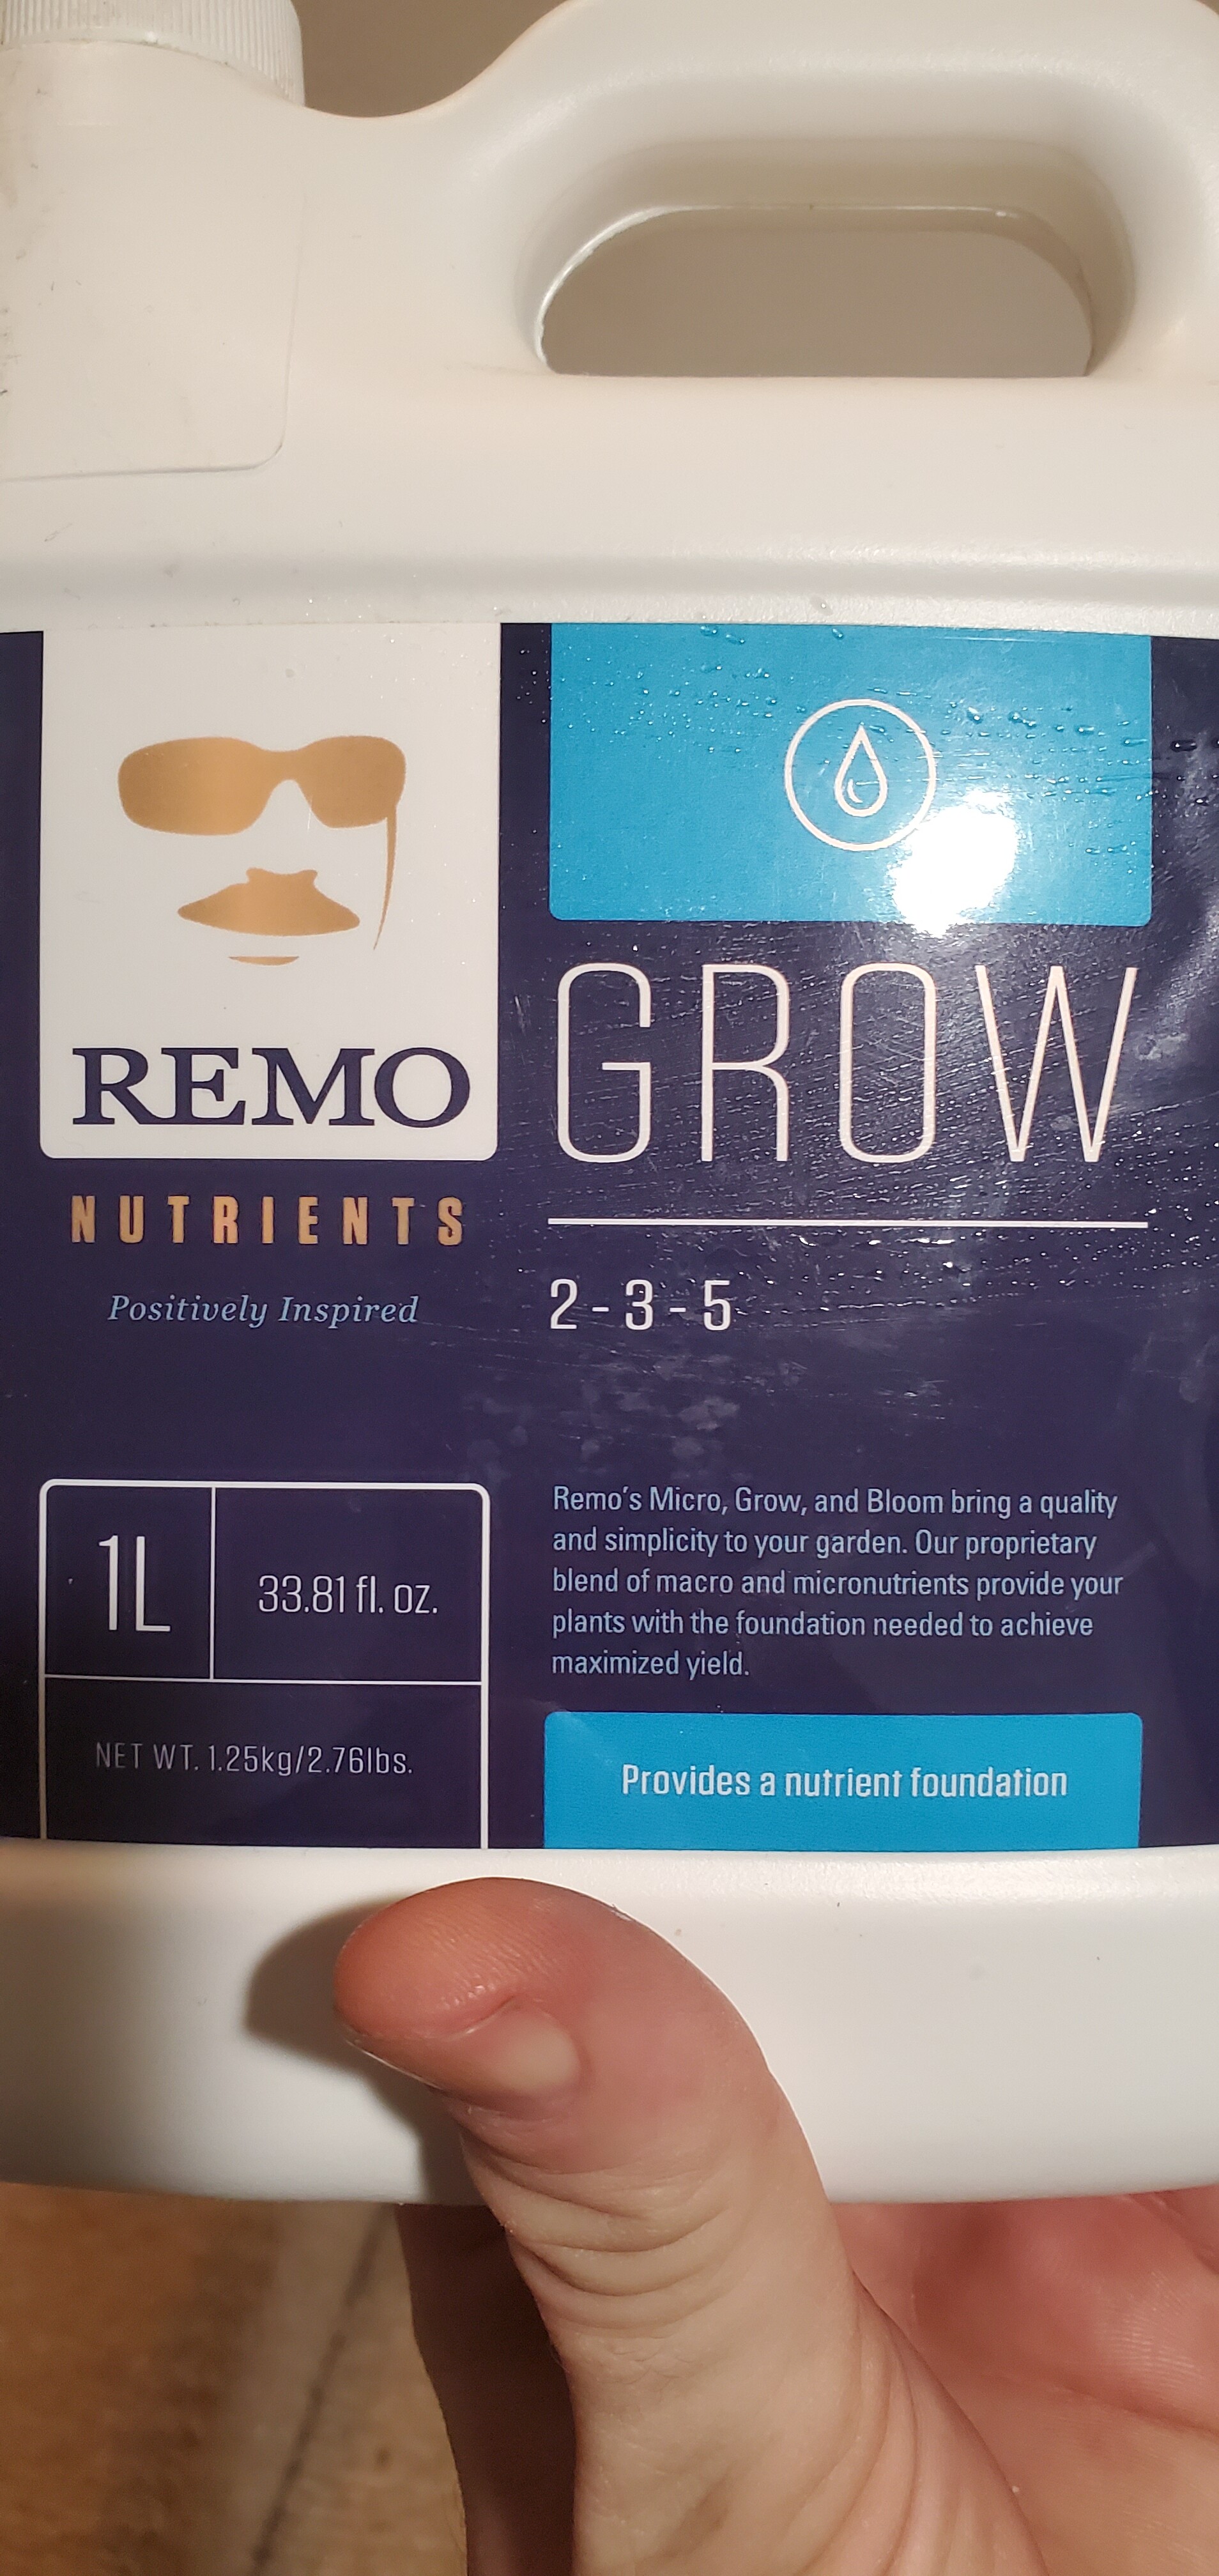 REMO
NUTRIENTS
Positively Inspired
GROW
2-3-5
1L
33.81 fl. oz.
NET WT. 1.25kg/2.76lbs.
Remo's Micro, Grow, and Bloom bring a quality
and simplicity to your garden. Our proprietary
blend of macro and micronutrients provide your
plants with the foundation needed to achieve
maximized yield.
Provides a nutrient foundation